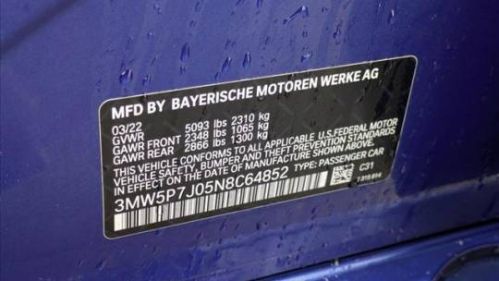 MFD BY BAYERISCHE MOTOREN WERKE AG
03/22 5093 lbs 2310 kg
GVWR
GAWR FRONT 2348 lbs 1065 kg
GAWR REAR 2866 lbs 1300 kg
THIS VEHICLE CONFORMS TO ALL APPLICABLE U.S.FEDERAL MOTOR
VEHICLE SAFETY, BUMPER AND THEFT PREVENTION STANDARDS
IN EFFECT ON THE DATE OF MANUFACTURE SHOWN ABOVE.
3MW5P7J05N8C64852 TYPE: PASSENGER CAR
C31